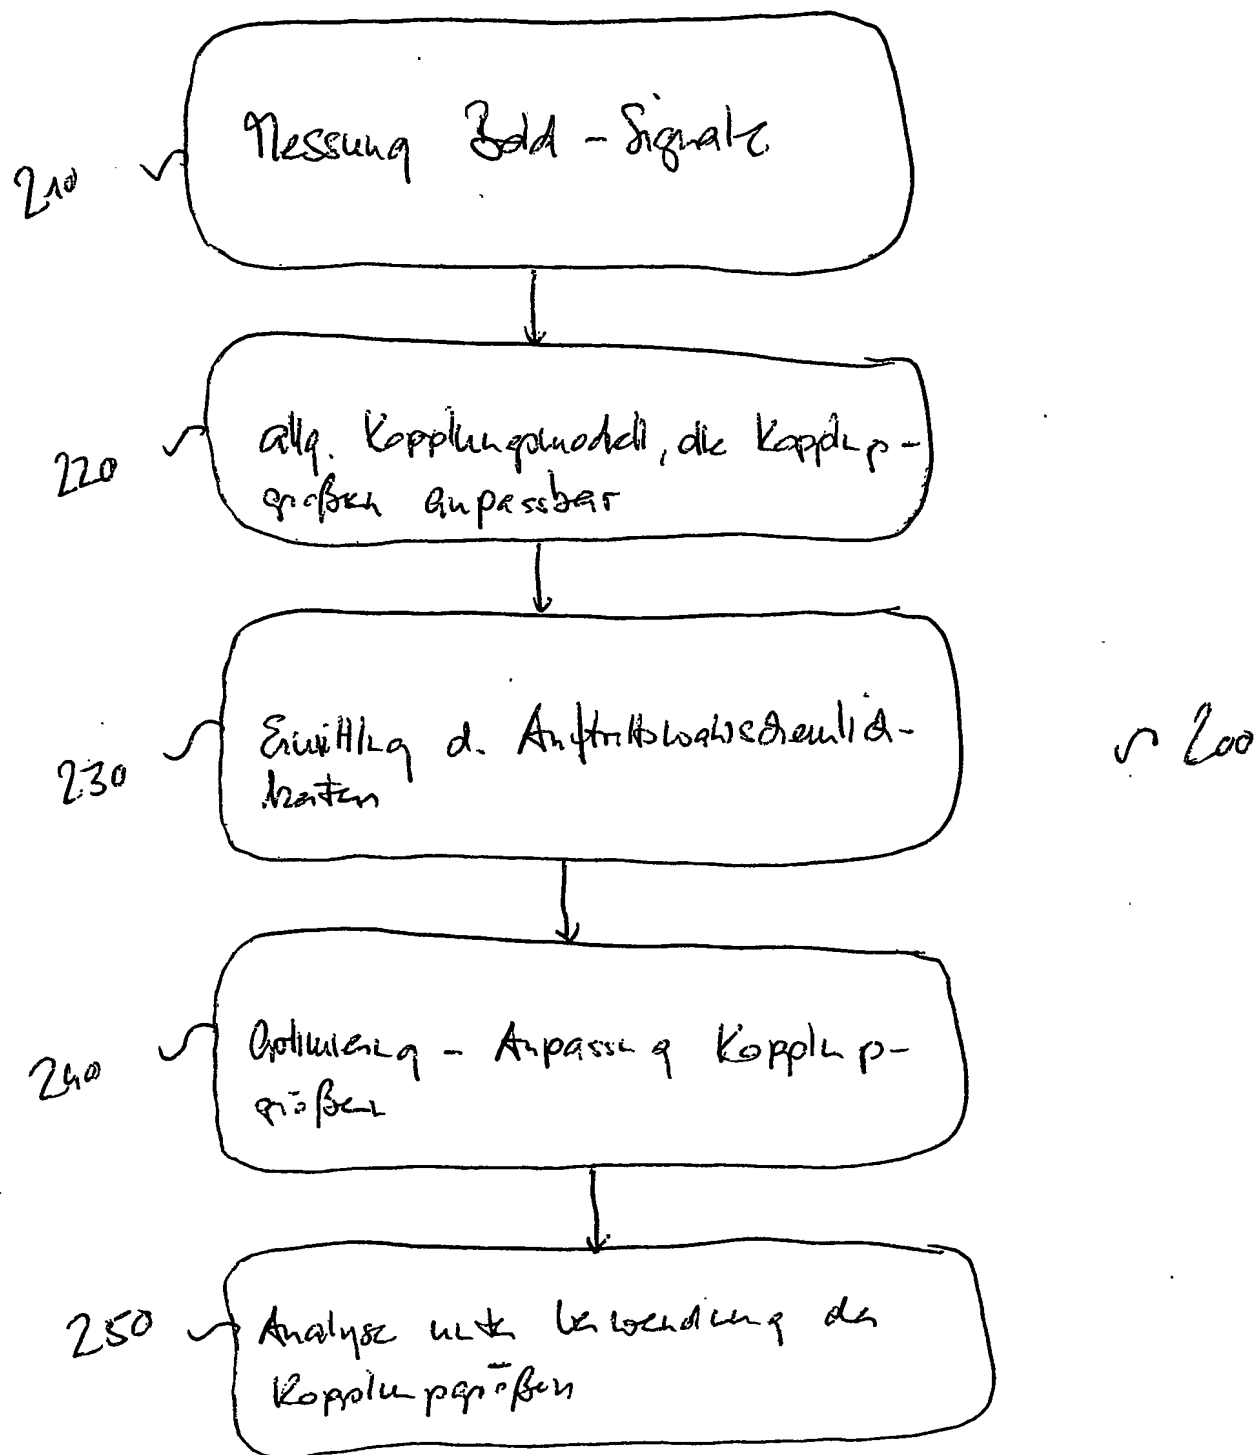 210
Messung Bold - Signale
220
allg. Kopplungsmodell, die Kopplungs-
größen anpassbar
230
Ermittlung d. Auftrittswahrscheinlich-
keiten
200
240
Optimierung - Anpassung Kopplungs-
größen
250
Analyse unter Verwendung der
Kopplungsgrößen